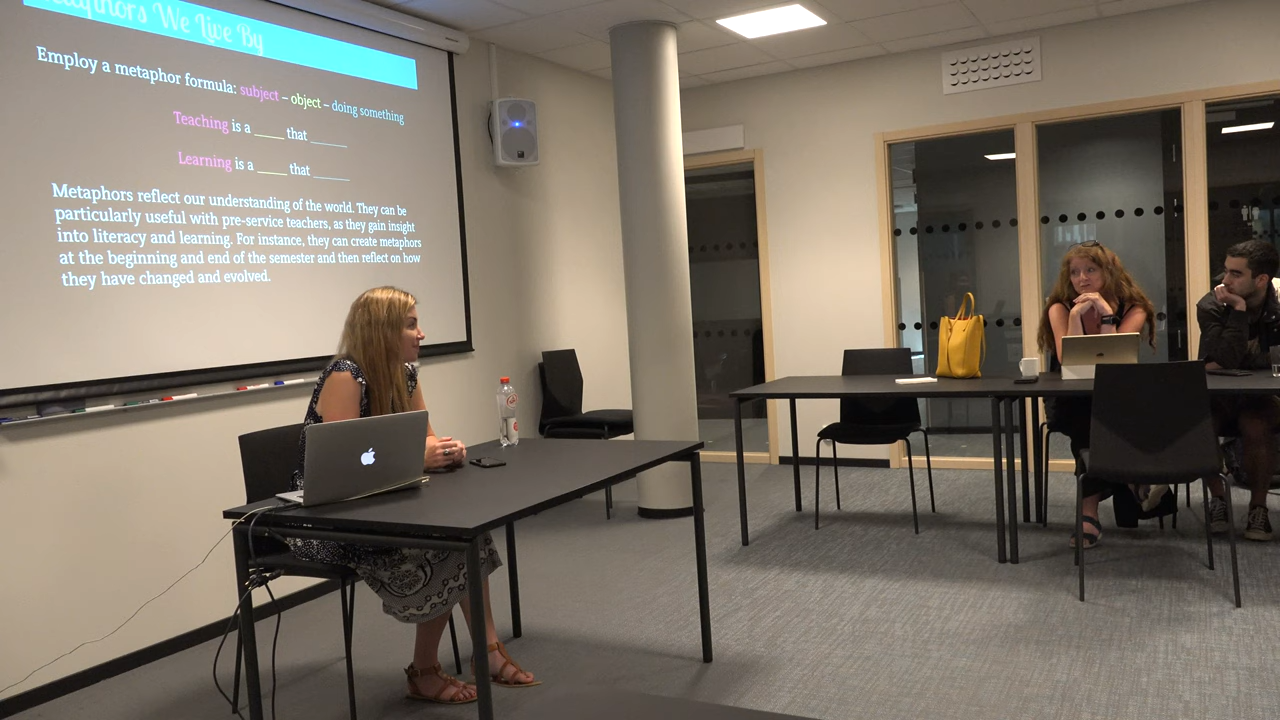 Metaphors We Live By
Employ a metaphor formula: subject – object – doing something
Teaching is a ____ that ____
Learning is a ____ that ____
Metaphors reflect our understanding of the world. They can be
particularly useful with pre-service teachers, as they gain insight
into literacy and learning. For instance, they can create metaphors
at the beginning and end of the semester and then reflect on how
they have changed and evolved.